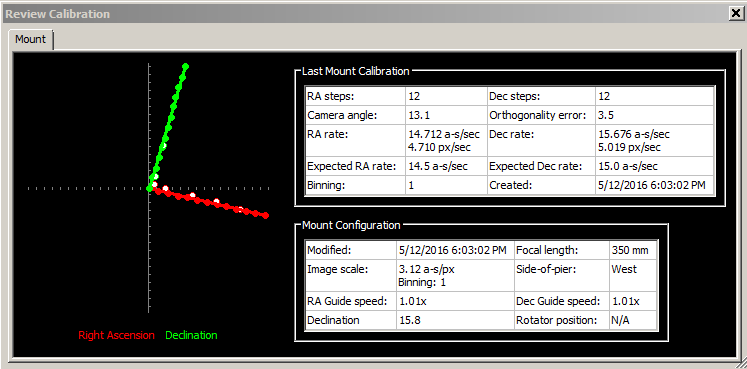 Review Calibration
Mount
Last Mount Calibration
RA steps: 12 Dec steps: 12
Camera angle: 13.1 Orthogonality error: 3.5
RA rate: 14.712 a-s/sec Dec rate: 15.676 a-s/sec
4.710 px/sec 5.019 px/sec
Expected RA rate: 14.5 a-s/sec Expected Dec rate: 15.0 a-s/sec
Binning: 1 Created: 5/12/2016 6:03:02 PM
Mount Configuration
Modified: 5/12/2016 6:03:02 PM Focal length: 350 mm
Image scale: 3.12 a-s/px Side-of-pier: West
Binning: 1
RA Guide speed: 1.01x Dec Guide speed: 1.01x
Declination 15.8 Rotator position: N/A
Right Ascension Declination